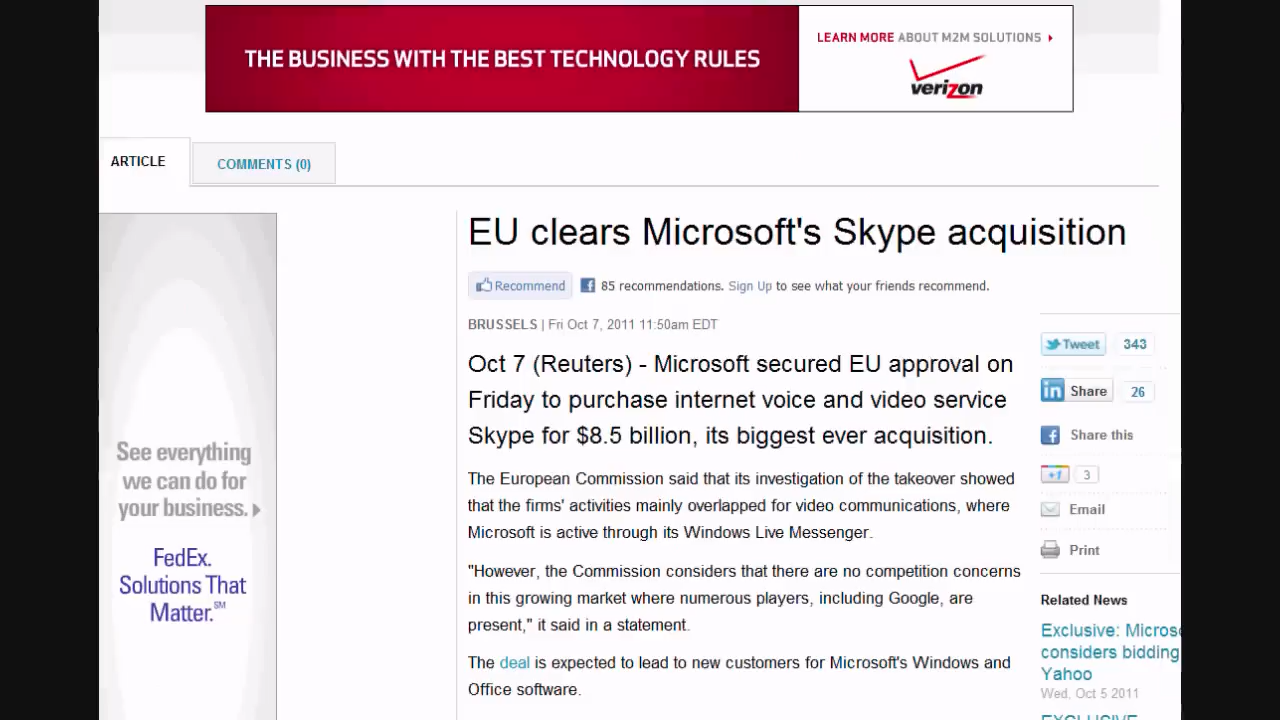 THE BUSINESS WITH THE BEST TECHNOLOGY RULES
LEARN MORE ABOUT M2M SOLUTIONS
verizon
ARTICLE
COMMENTS (0)
EU clears Microsoft's Skype acquisition
Recommend
85 recommendations. Sign Up to see what your friends recommend.
BRUSSELS | Fri Oct 7, 2011 11:50am EDT
Oct 7 (Reuters) - Microsoft secured EU approval on
Friday to purchase internet voice and video service
Skype for $8.5 billion, its biggest ever acquisition.
The European Commission said that its investigation of the takeover showed
that the firms' activities mainly overlapped for video communications, where
Microsoft is active through its Windows Live Messenger.
"However, the Commission considers that there are no competition concerns
in this growing market where numerous players, including Google, are
present," it said in a statement.
The deal is expected to lead to new customers for Microsoft's Windows and
Office software.
See everything
we can do for
your business.
FedEx.
Solutions That
Matter.℠
Tweet 343
in Share 26
Share this
+1 3
Email
Print
Related News
Exclusive: Microso
considers bidding
Yahoo
Wed, Oct 5 2011
EXCLUSIVE